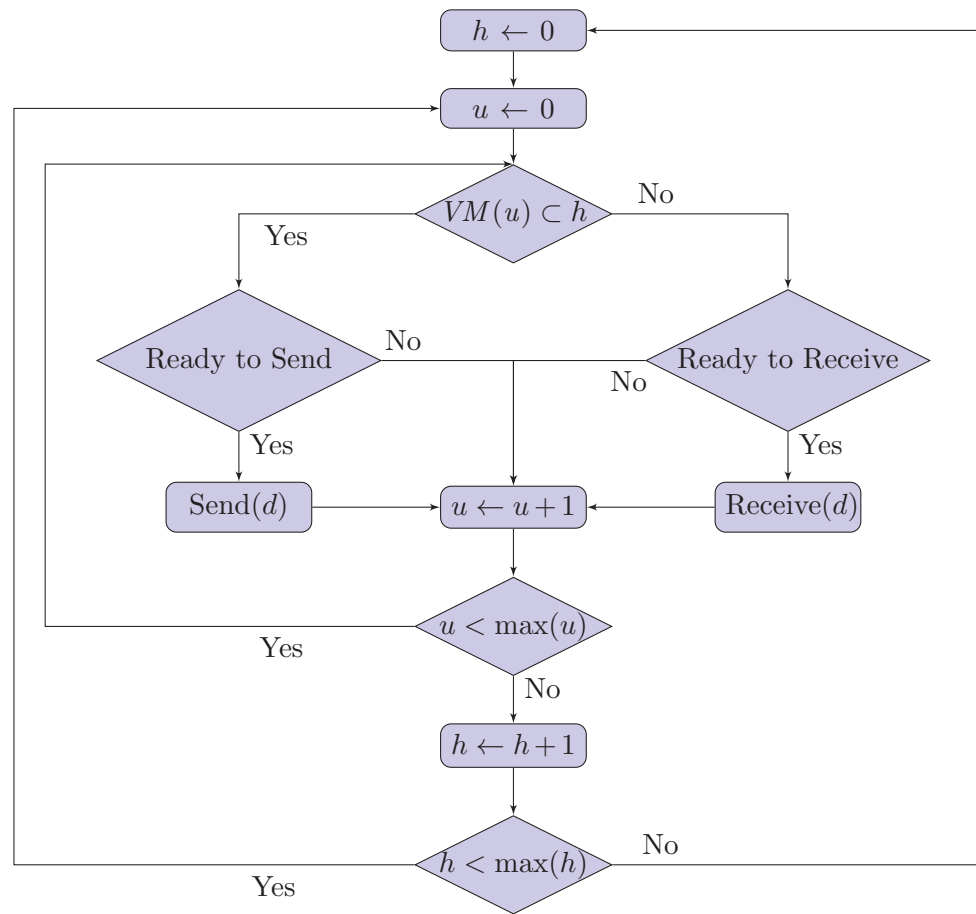 h ← 0
u ← 0
VM(u) ⊂ h
No
Yes
Ready to Send
No
No
Ready to Receive
Yes
Yes
Send(d)
u ← u + 1
Receive(d)
u < max(u)
Yes
No
h ← h + 1
h < max(h)
No
Yes